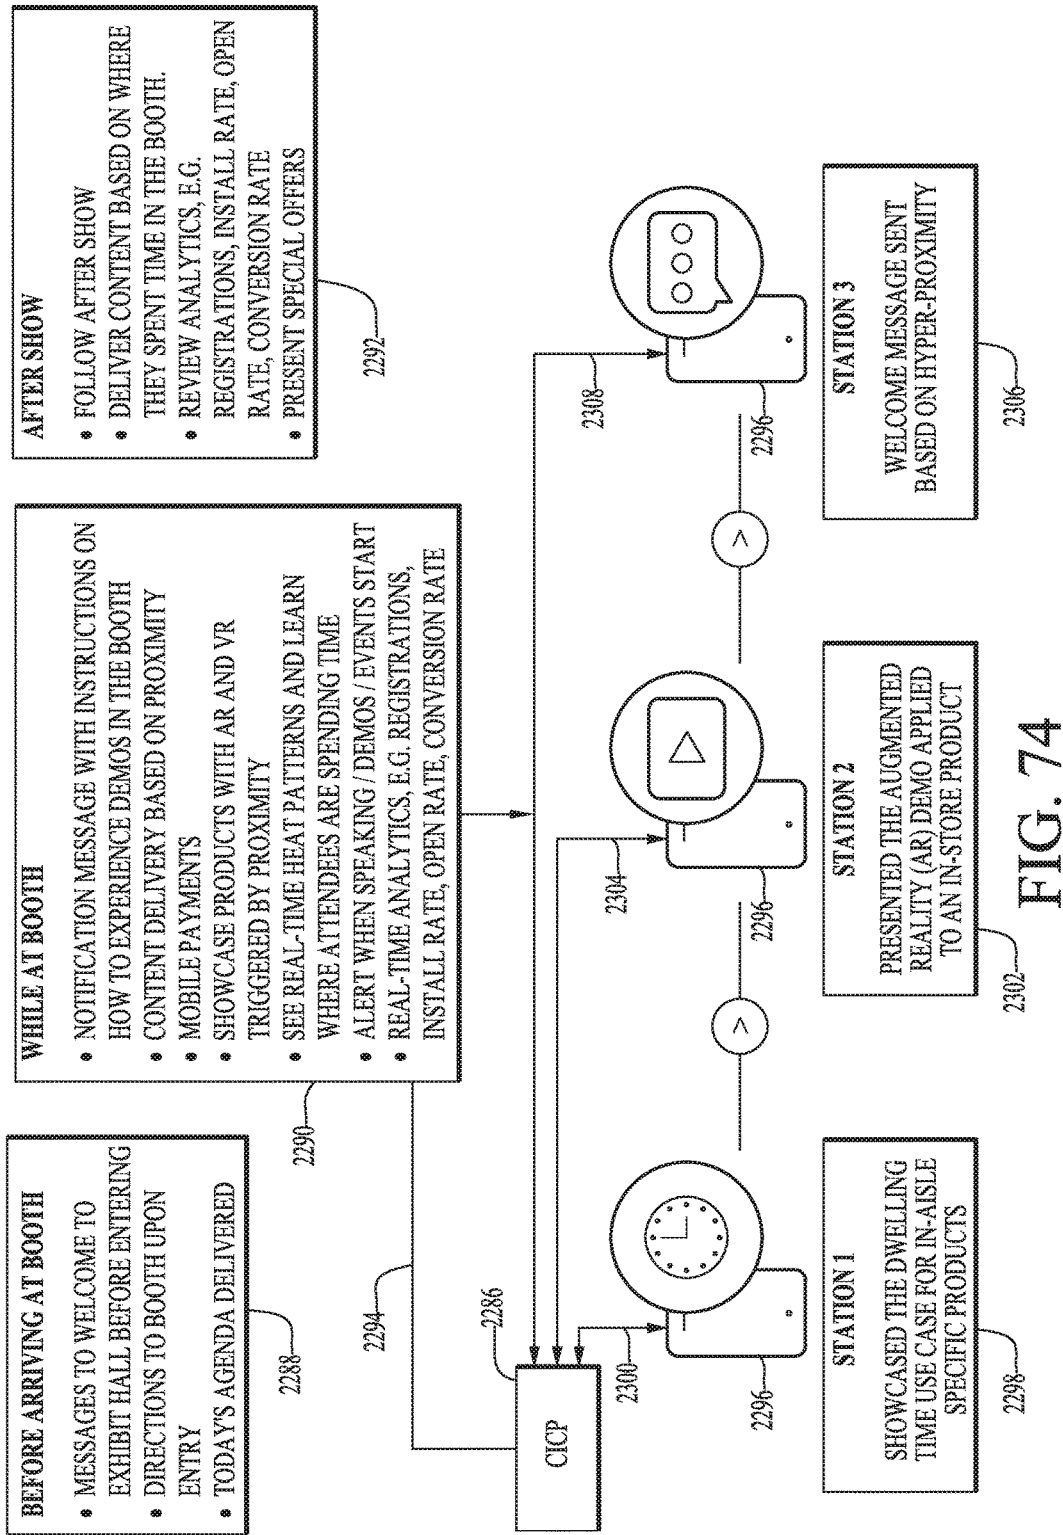 BEFORE ARRIVING AT BOOTH
• MESSAGES TO WELCOME TO
EXHIBIT HALL BEFORE ENTERING
• DIRECTIONS TO BOOTH UPON
ENTRY
• TODAY'S AGENDA DELIVERED
2288
WHILE AT BOOTH
• NOTIFICATION MESSAGE WITH INSTRUCTIONS ON
HOW TO EXPERIENCE DEMOS IN THE BOOTH
• CONTENT DELIVERY BASED ON PROXIMITY
• MOBILE PAYMENTS
• SHOWCASE PRODUCTS WITH AR AND VR
TRIGGERED BY PROXIMITY
• SEE REAL-TIME HEAT PATTERNS AND LEARN
WHERE ATTENDEES ARE SPENDING TIME
• ALERT WHEN SPEAKING / DEMOS / EVENTS START
• REAL-TIME ANALYTICS, E.G. REGISTRATIONS,
INSTALL RATE, OPEN RATE, CONVERSION RATE
2290
AFTER SHOW
• FOLLOW AFTER SHOW
• DELIVER CONTENT BASED ON WHERE
THEY SPENT TIME IN THE BOOTH.
• REVIEW ANALYTICS, E.G.
REGISTRATIONS, INSTALL RATE, OPEN
RATE, CONVERSION RATE
• PRESENT SPECIAL OFFERS
2292
2294
2286
CICP
2300
2304
2308
2296
>
2296
>
2296
STATION 1
SHOWCASED THE DWELLING
TIME USE CASE FOR IN-AISLE
SPECIFIC PRODUCTS
2298
STATION 2
PRESENTED THE AUGMENTED
REALITY (AR) DEMO APPLIED
TO AN IN-STORE PRODUCT
2302
STATION 3
WELCOME MESSAGE SENT
BASED ON HYPER-PROXIMITY
2306
FIG. 74